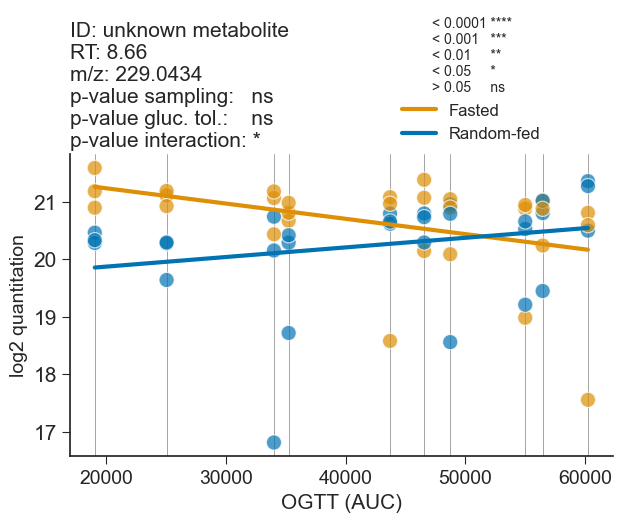 ID: unknown metabolite
RT: 8.66
m/z: 229.0434
p-value sampling: ns
p-value gluc. tol.: ns
p-value interaction: *
< 0.0001 ****
< 0.001 ***
< 0.01 **
< 0.05 *
> 0.05 ns
Fasted
Random-fed
log2 quantitation
21
20
19
18
17
20000 30000 40000 50000 60000
OGTT (AUC)